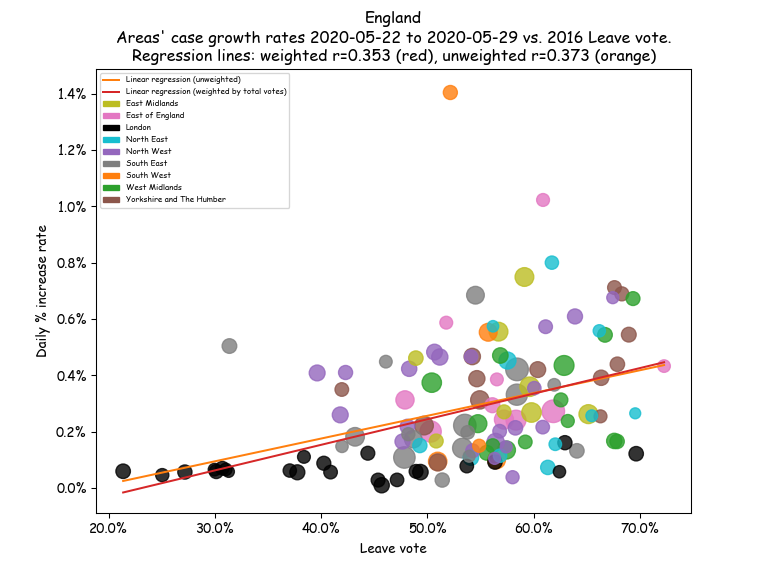 England
Areas' case growth rates 2020-05-22 to 2020-05-29 vs. 2016 Leave vote.
Regression lines: weighted r=0.353 (red), unweighted r=0.373 (orange)
Linear regression (unweighted)
Linear regression (weighted by total votes)
East Midlands
East of England
London
North East
North West
South East
South West
West Midlands
Yorkshire and The Humber
Daily % increase rate
1.4%
1.2%
1.0%
0.8%
0.6%
0.4%
0.2%
0.0%
20.0% 30.0% 40.0% 50.0% 60.0% 70.0%
Leave vote